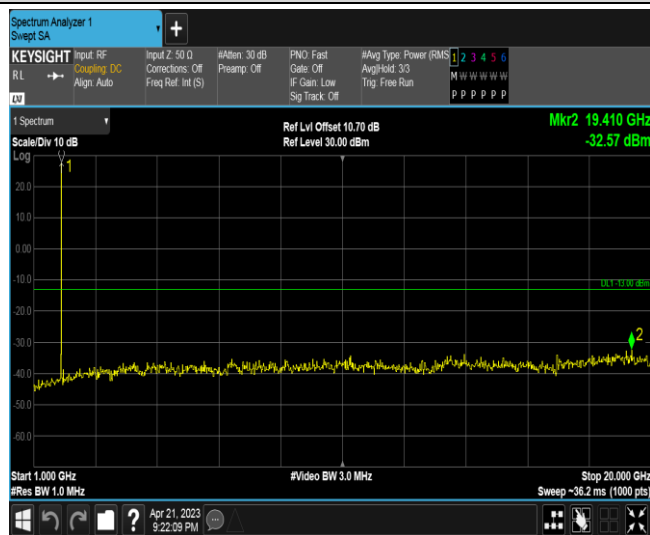 Spectrum Analyzer 1
Swept SA
+
KEYSIGHT Input: RF Input Z: 50 Ω #Atten: 30 dB PNO: Fast #Avg Type: Power (RMS 1 2 3 4 5 6
RL Coupling: DC Corrections: Off Preamp: Off Gate: Off Avg|Hold: 3/3 M W W W W W
Align: Auto Freq Ref: Int (S) IF Gain: Low Trig: Free Run
Sig Track: Off P P P P P P
LXI
1 Spectrum Ref Lvl Offset 10.70 dB Mkr2 19.410 GHz
Scale/Div 10 dB Ref Level 30.00 dBm -32.57 dBm
Log
1
20.0
10.0
0.00
-10.0
DL1 -13.00 dBm
-20.0
-30.0
2
-40.0
-50.0
-60.0
Start 1.000 GHz #Video BW 3.0 MHz Stop 20.000 GHz
#Res BW 1.0 MHz Sweep ~36.2 ms (1000 pts)
? Apr 21, 2023
9:22:09 PM